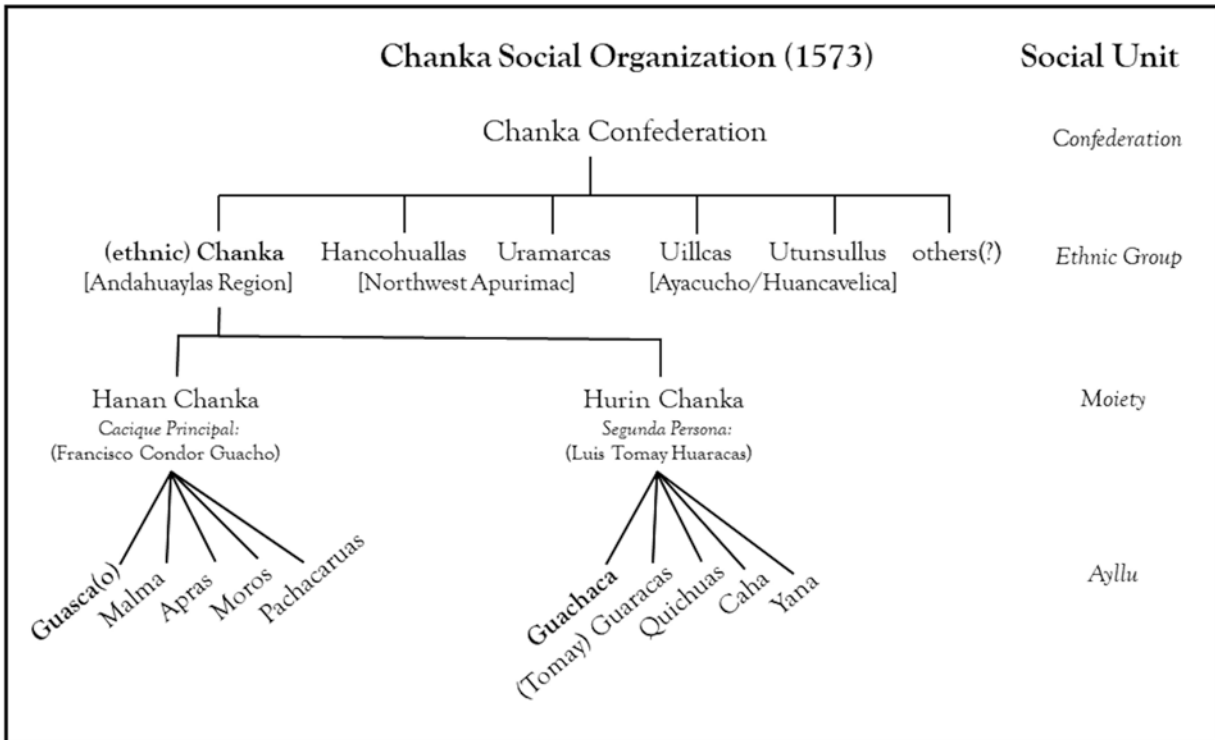 Chanka Social Organization (1573) Social Unit
Chanka Confederation Confederation
(ethnic) Chanka Hancohuallas Uramarcas Uillcas Utunsullus others(?) Ethnic Group
[Andahuaylas Region] [Northwest Apurimac] [Ayacucho/Huancavelica]
Hanan Chanka Hurin Chanka Moiety
Cacique Principal: Segunda Persona:
(Francisco Condor Guacho) (Luis Tomay Huaracas)
Guasca(o) Malma Apras Moros Pachacaruas Guachaca (Tomay) Guaracas Quichuas Caha Yana Ayllu